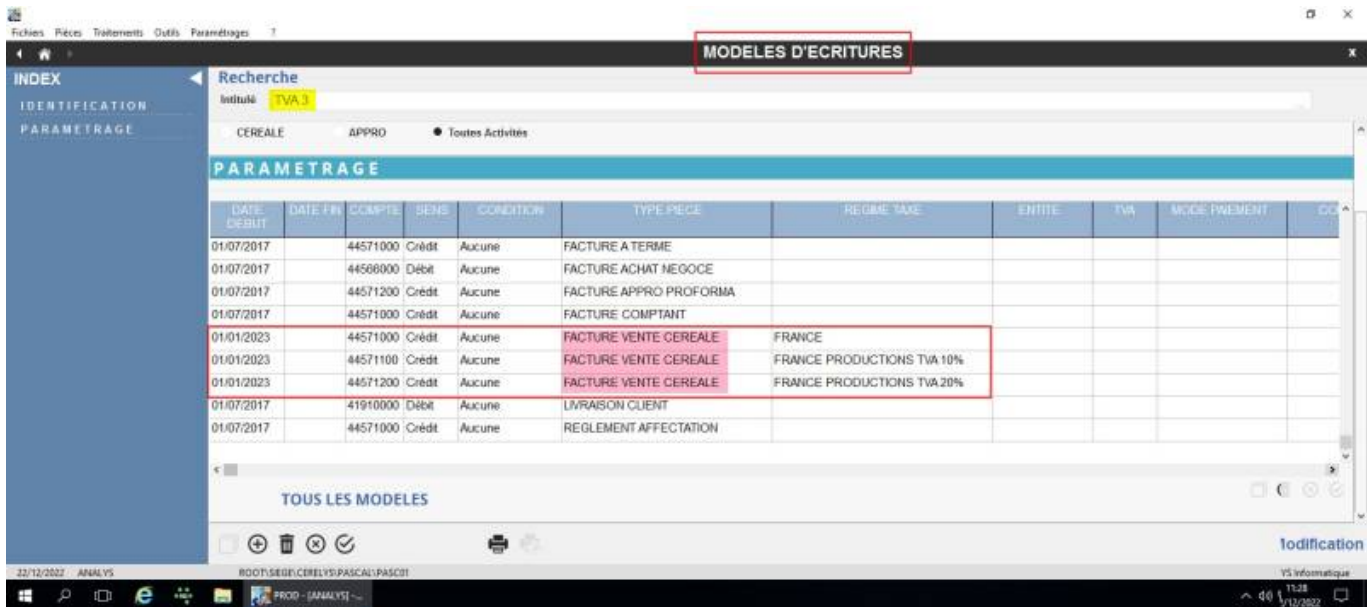 Fichiers Pièces Traitements Outils Paramétrages ?
MODELES D'ECRITURES x
INDEX
IDENTIFICATION
PARAMETRAGE
Recherche
Intitulé TVA 3
CEREALE APPRO Toutes Activités
PARAMETRAGE
DATE DEBUT DATE FIN COMPTE SENS CONDITION TYPE PIECE REGIME TAXE ENTITE TVA MODE PAIEMENT CO
01/07/2017 44571000 Crédit Aucune FACTURE A TERME
01/07/2017 44566000 Débit Aucune FACTURE ACHAT NEGOCE
01/07/2017 44571200 Crédit Aucune FACTURE APPRO PROFORMA
01/07/2017 44571000 Crédit Aucune FACTURE COMPTANT
01/01/2023 44571000 Crédit Aucune FACTURE VENTE CEREALE FRANCE
01/01/2023 44571100 Crédit Aucune FACTURE VENTE CEREALE FRANCE PRODUCTIONS TVA 10%
01/01/2023 44571200 Crédit Aucune FACTURE VENTE CEREALE FRANCE PRODUCTIONS TVA 20%
01/07/2017 41910000 Débit Aucune LIVRAISON CLIENT
01/07/2017 44571000 Crédit Aucune REGLEMENT AFFECTATION
TOUS LES MODELES
odification
22/12/2022 ANALYS ROOT\SIEGE\CERELYS\PASCAL\PASC01 YS Informatique
PROD - [ANALYS] -... 11:28
/12/2022